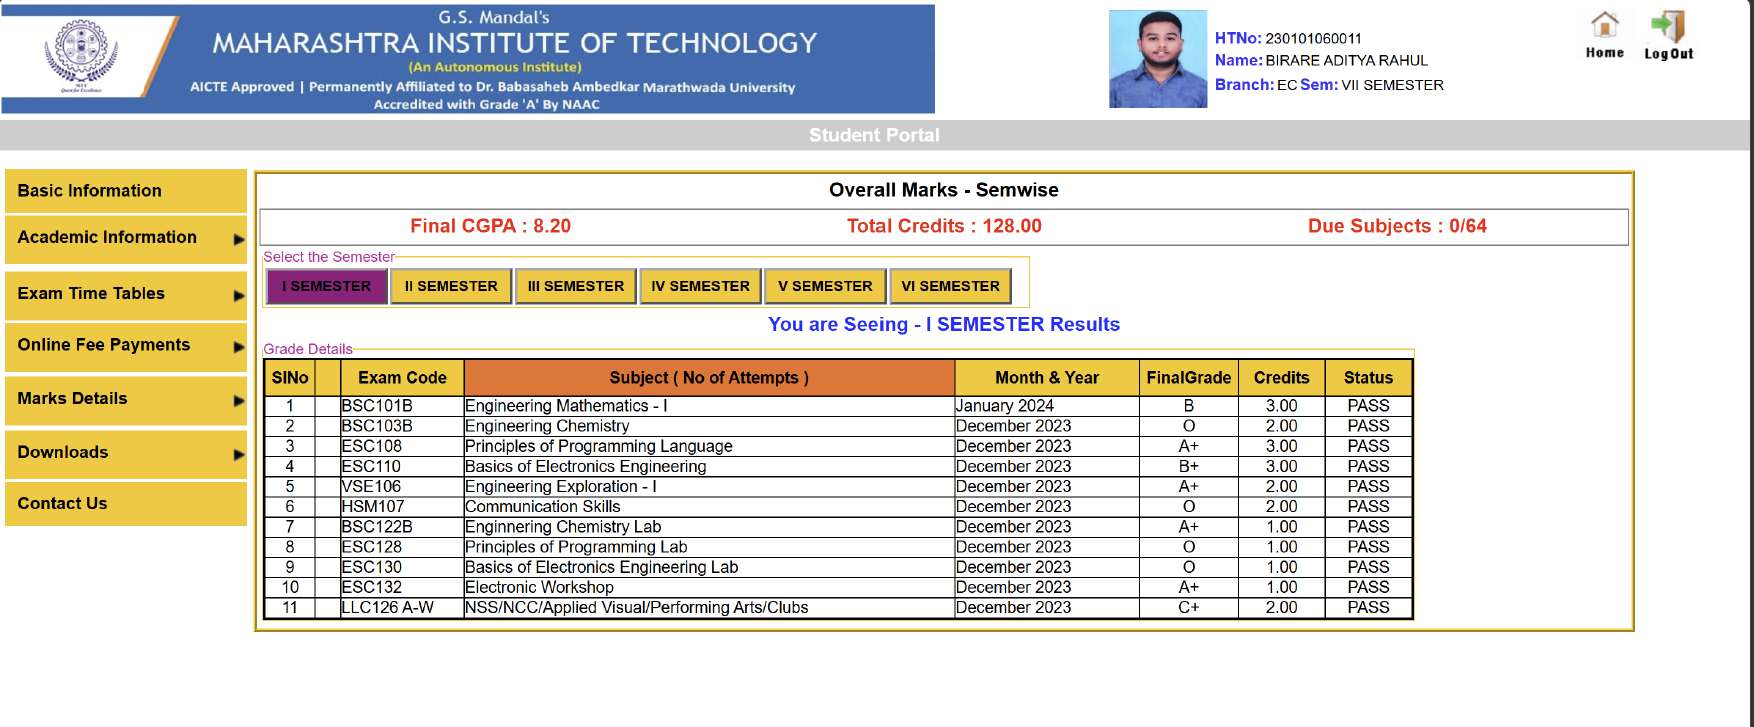 G.S. Mandal's
MAHARASHTRA INSTITUTE OF TECHNOLOGY
(An Autonomous Institute)
AICTE Approved | Permanently Affiliated to Dr. Babasaheb Ambedkar Marathwada University
Accredited with Grade 'A' By NAAC
HTNo: 230101060011
Name: BIRARE ADITYA RAHUL
Branch: EC Sem: VII SEMESTER
Home
LogOut
Student Portal
Basic Information
Academic Information
Exam Time Tables
Online Fee Payments
Marks Details
Downloads
Contact Us
Overall Marks - Semwise
Final CGPA : 8.20 Total Credits : 128.00 Due Subjects : 0/64
Select the Semester
I SEMESTER II SEMESTER III SEMESTER IV SEMESTER V SEMESTER VI SEMESTER
You are Seeing - I SEMESTER Results
Grade Details
SlNo Exam Code Subject ( No of Attempts ) Month & Year FinalGrade Credits Status
1 BSC101B Engineering Mathematics - I January 2024 B 3.00 PASS
2 BSC103B Engineering Chemistry December 2023 O 2.00 PASS
3 ESC108 Principles of Programming Language December 2023 A+ 3.00 PASS
4 ESC110 Basics of Electronics Engineering December 2023 B+ 3.00 PASS
5 VSE106 Engineering Exploration - I December 2023 A+ 2.00 PASS
6 HSM107 Communication Skills December 2023 O 2.00 PASS
7 BSC122B Enginnering Chemistry Lab December 2023 A+ 1.00 PASS
8 ESC128 Principles of Programming Lab December 2023 O 1.00 PASS
9 ESC130 Basics of Electronics Engineering Lab December 2023 O 1.00 PASS
10 ESC132 Electronic Workshop December 2023 A+ 1.00 PASS
11 LLC126 A-W NSS/NCC/Applied Visual/Performing Arts/Clubs December 2023 C+ 2.00 PASS